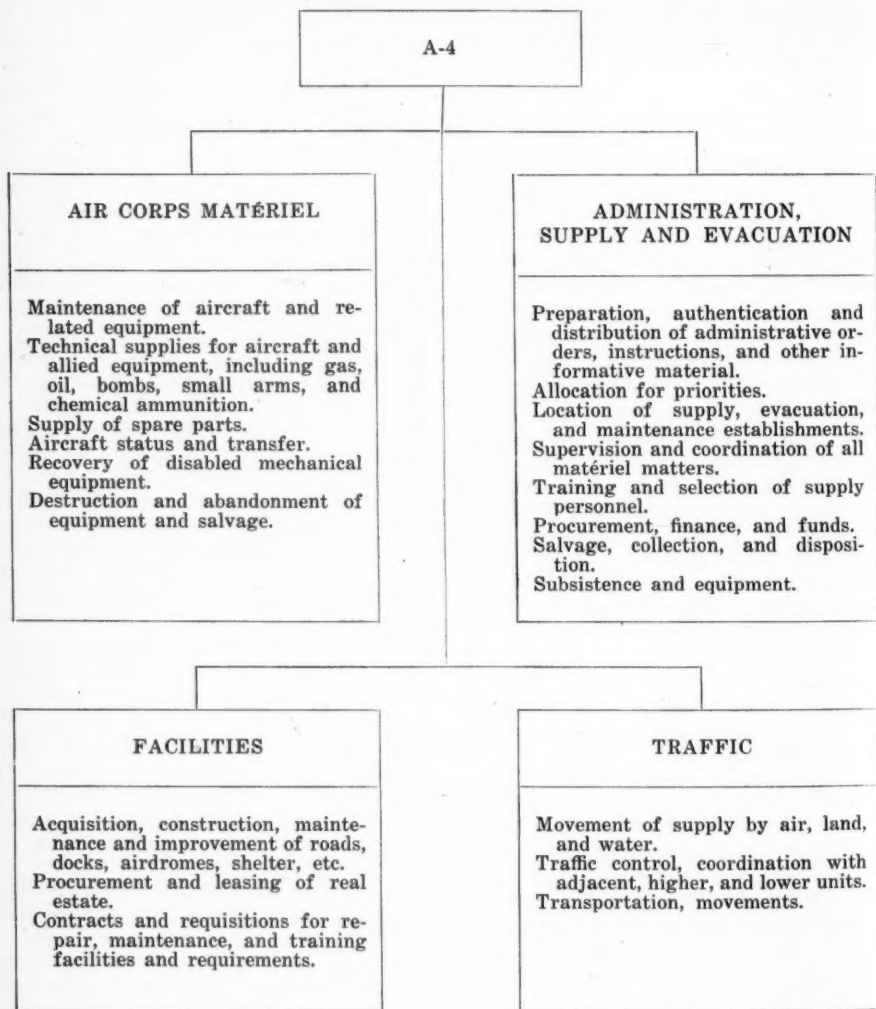 A-4
AIR CORPS MATÉRIEL
Maintenance of aircraft and re-
lated equipment.
Technical supplies for aircraft and
allied equipment, including gas,
oil, bombs, small arms, and
chemical ammunition.
Supply of spare parts.
Aircraft status and transfer.
Recovery of disabled mechanical
equipment.
Destruction and abandonment of
equipment and salvage.
ADMINISTRATION,
SUPPLY AND EVACUATION
Preparation, authentication and
distribution of administrative or-
ders, instructions, and other in-
formative material.
Allocation for priorities.
Location of supply, evacuation,
and maintenance establishments.
Supervision and coordination of all
matériel matters.
Training and selection of supply
personnel.
Procurement, finance, and funds.
Salvage, collection, and disposi-
tion.
Subsistence and equipment.
FACILITIES
Acquisition, construction, mainte-
nance and improvement of roads,
docks, airdromes, shelter, etc.
Procurement and leasing of real
estate.
Contracts and requisitions for re-
pair, maintenance, and training
facilities and requirements.
TRAFFIC
Movement of supply by air, land,
and water.
Traffic control, coordination with
adjacent, higher, and lower units.
Transportation, movements.